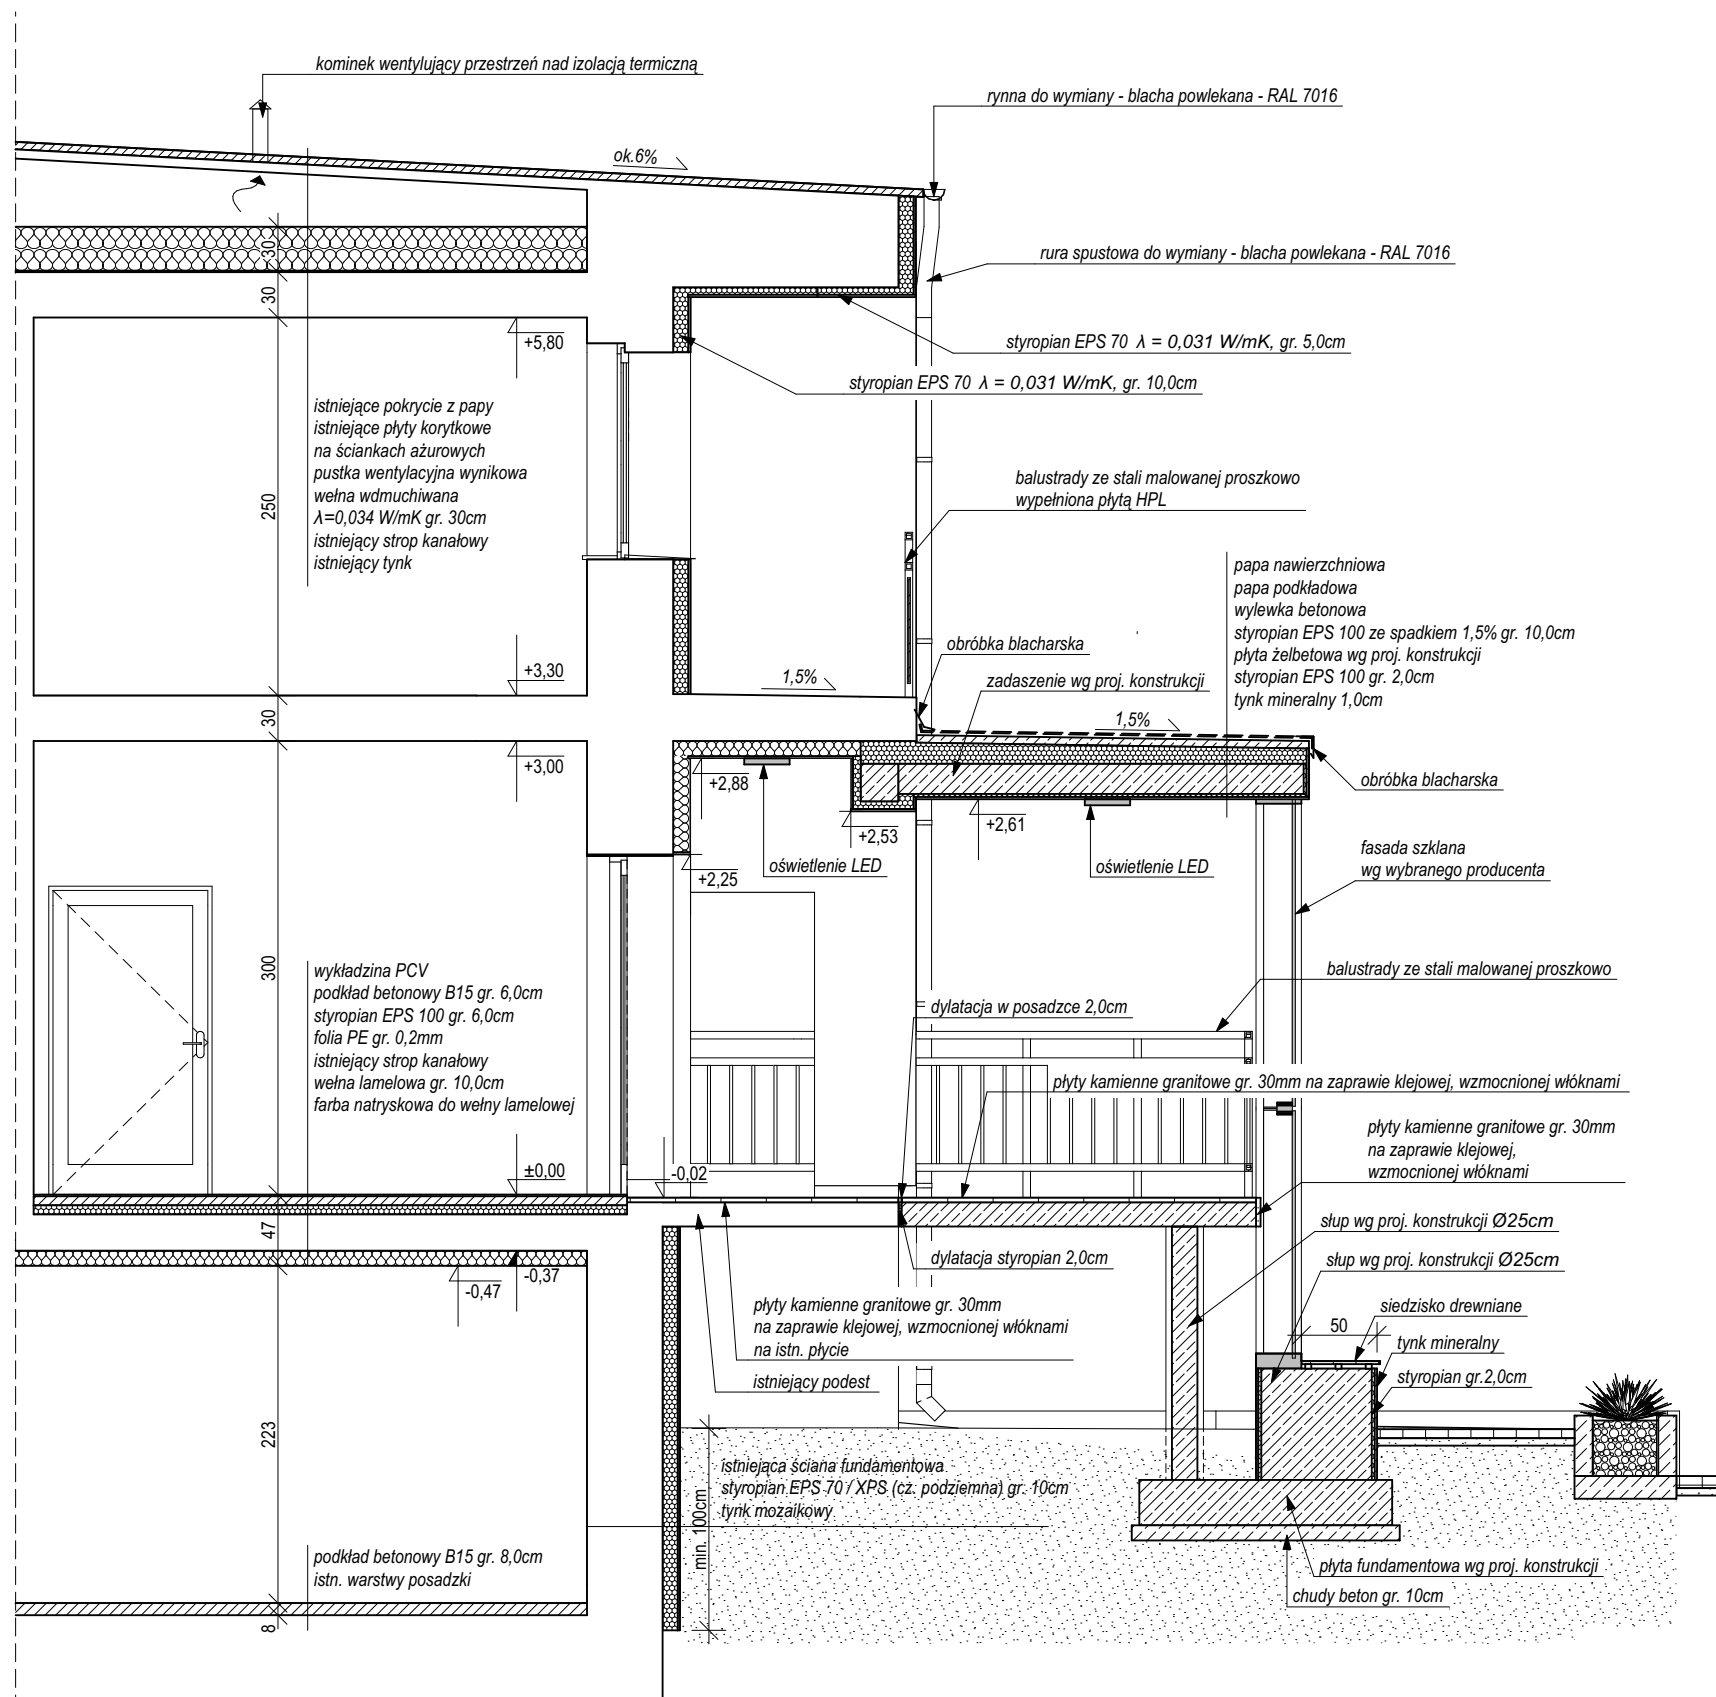 kominek wentylujący przestrzeń nad izolacją termiczną
rynna do wymiany - blacha powlekana - RAL 7016
ok.6%
30
rura spustowa do wymiany - blacha powlekana - RAL 7016
30
+5,80
styropian EPS 70 λ = 0,031 W/mK, gr. 5,0cm
styropian EPS 70 λ = 0,031 W/mK, gr. 10,0cm
istniejące pokrycie z papy
istniejące płyty korytkowe
na ściankach ażurowych
pustka wentylacyjna wynikowa
wełna wdmuchiwana
λ=0,034 W/mK gr. 30cm
istniejący strop kanałowy
istniejący tynk
250
balustrady ze stali malowanej proszkowo
wypełniona płytą HPL
papa nawierzchniowa
papa podkładowa
wylewka betonowa
styropian EPS 100 ze spadkiem 1,5% gr. 10,0cm
płyta żelbetowa wg proj. konstrukcji
styropian EPS 100 gr. 2,0cm
tynk mineralny 1,0cm
obróbka blacharska
+3,30
1,5%
zadaszenie wg proj. konstrukcji
30
1,5%
+3,00
+2,88
obróbka blacharska
+2,53
+2,61
oświetlenie LED
oświetlenie LED
+2,25
fasada szklana
wg wybranego producenta
300
wykładzina PCV
podkład betonowy B15 gr. 6,0cm
styropian EPS 100 gr. 6,0cm
folia PE gr. 0,2mm
istniejący strop kanałowy
wełna lamelowa gr. 10,0cm
farba natryskowa do wełny lamelowej
balustrady ze stali malowanej proszkowo
dylatacja w posadzce 2,0cm
płyty kamienne granitowe gr. 30mm na zaprawie klejowej, wzmocnionej włóknami
płyty kamienne granitowe gr. 30mm
na zaprawie klejowej,
wzmocnionej włóknami
±0,00
-0,02
47
słup wg proj. konstrukcji Ø25cm
dylatacja styropian 2,0cm
słup wg proj. konstrukcji Ø25cm
-0,37
-0,47
płyty kamienne granitowe gr. 30mm
na zaprawie klejowej, wzmocnionej włóknami
na istn. płycie
siedzisko drewniane
50
tynk mineralny
istniejący podest
styropian gr.2,0cm
223
istniejąca ściana fundamentowa
styropian EPS 70 / XPS (cz. podziemna) gr. 10cm
tynk mozaikowy
min. 100cm
podkład betonowy B15 gr. 8,0cm
istn. warstwy posadzki
płyta fundamentowa wg proj. konstrukcji
chudy beton gr. 10cm
8